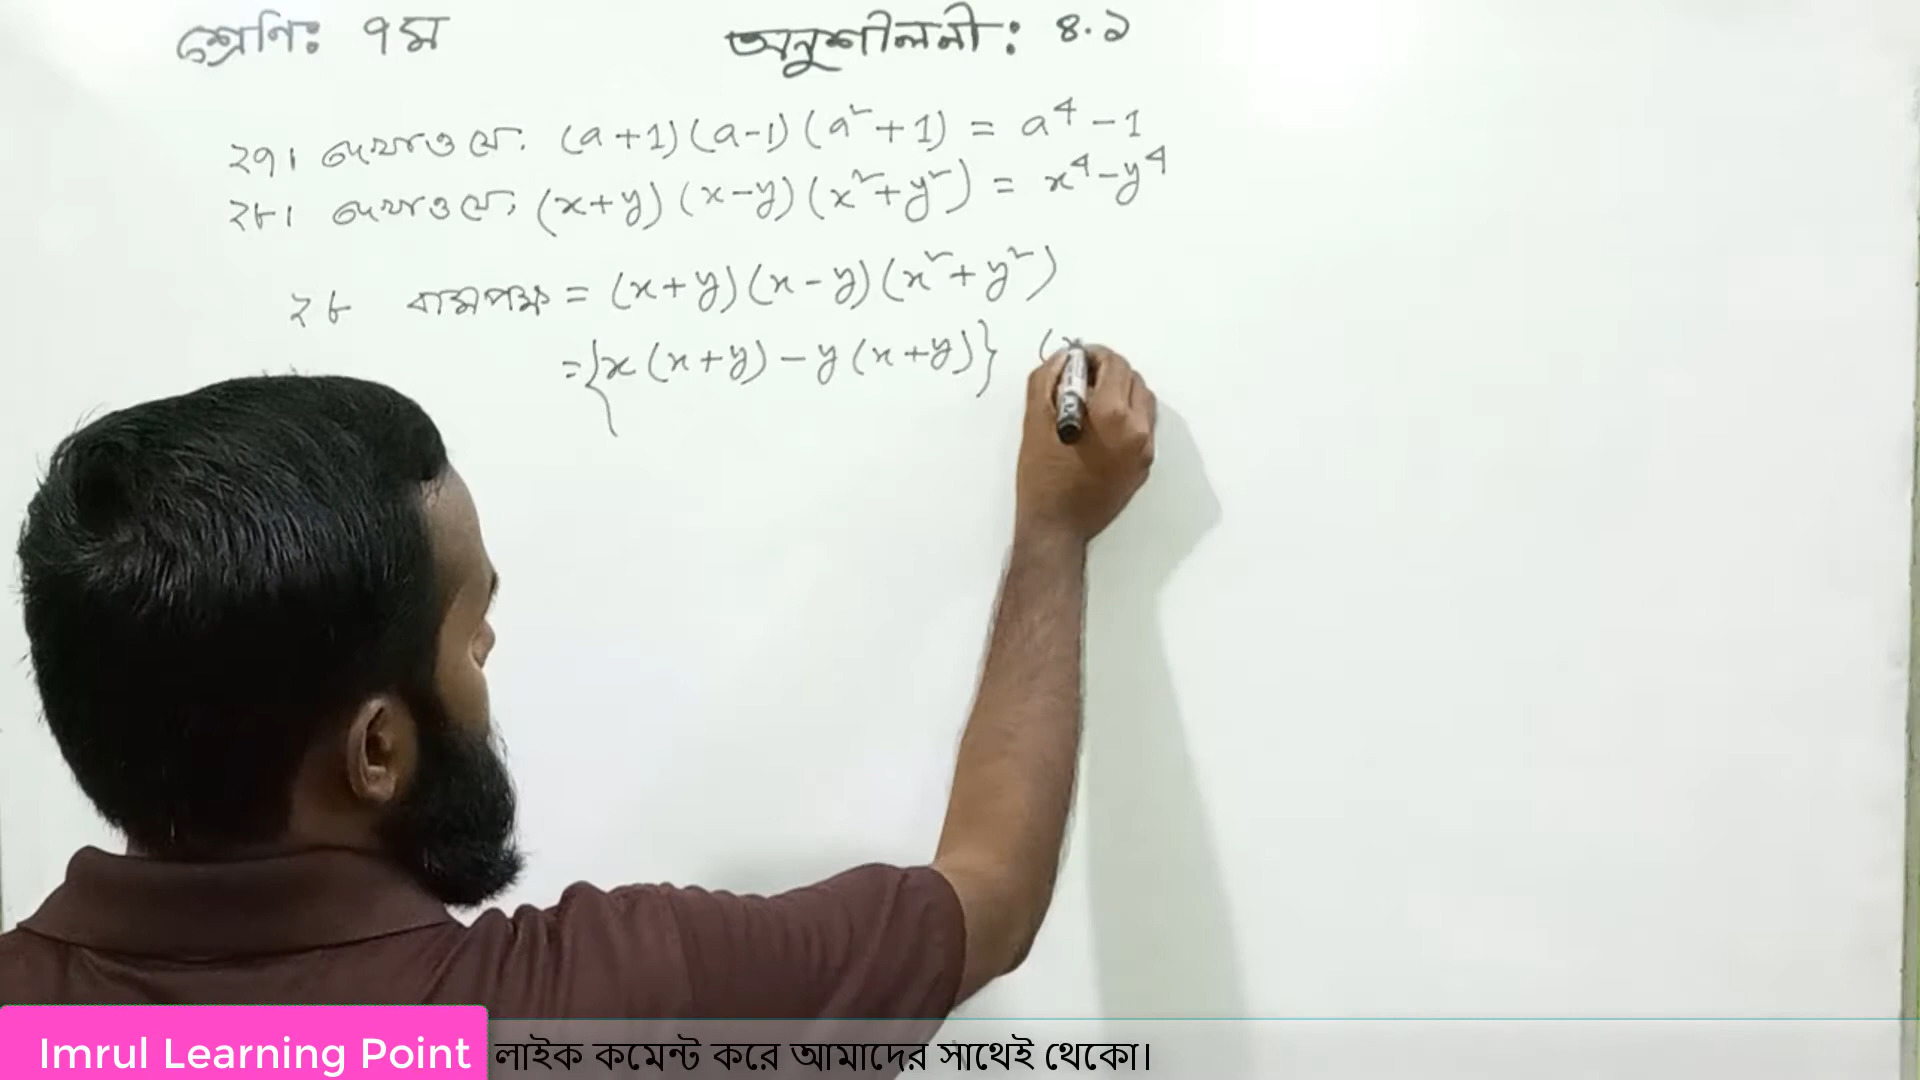 শ্রেণিঃ ৭ম অনুশীলনী: ৪.১
২৭। দেখাও যে, (a+1)(a-1)(a²+1) = a⁴-1
২৮। দেখাও যে, (x+y)(x-y)(x²+y²) = x⁴-y⁴
২৮ বামপক্ষ = (x+y)(x-y)(x²+y²)
={x(x+y)-y(x+y)} (x
Imrul Learning Point লাইক কমেন্ট করে আমাদের সাথেই থেকো।